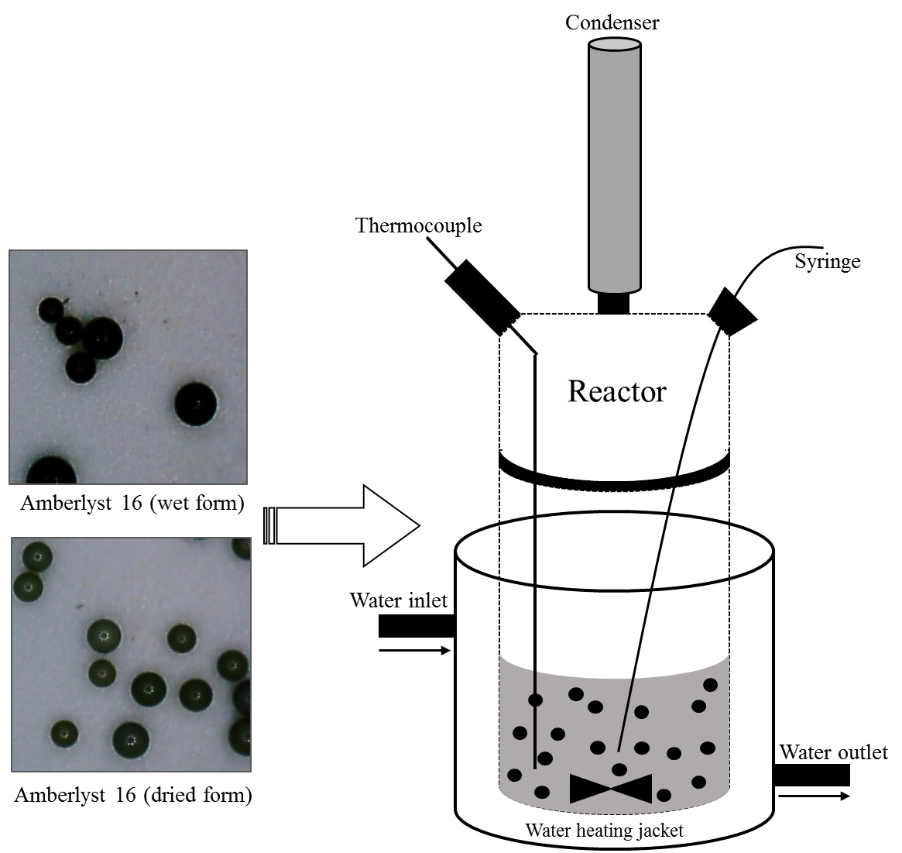 Condenser
Thermocouple
Syringe
Reactor
Amberlyst 16 (wet form)
Water inlet
Water outlet
Amberlyst 16 (dried form)
Water heating jacket